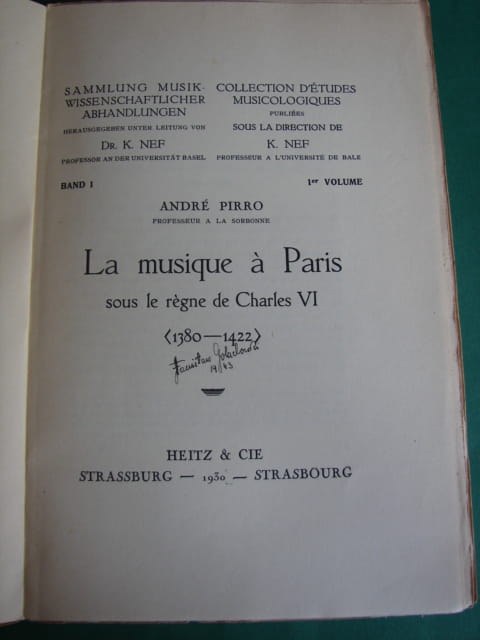 SAMMLUNG MUSIK-
WISSENSCHAFTLICHER
ABHANDLUNGEN
HERAUSGEGEBEN UNTER LEITUNG VON
DR. K. NEF
PROFESSOR AN DER UNIVERSITÄT BASEL
BAND I
COLLECTION D'ÉTUDES
MUSICOLOGIQUES
PUBLIÉES
SOUS LA DIRECTION DE
K. NEF
PROFESSEUR A L'UNIVERSITÉ DE BALE
1er VOLUME
ANDRÉ PIRRO
PROFESSEUR A LA SORBONNE
La musique à Paris
sous le règne de Charles VI
⟨1380—1422⟩
HEITZ & CIE
STRASSBURG — 1930 — STRASBOURG